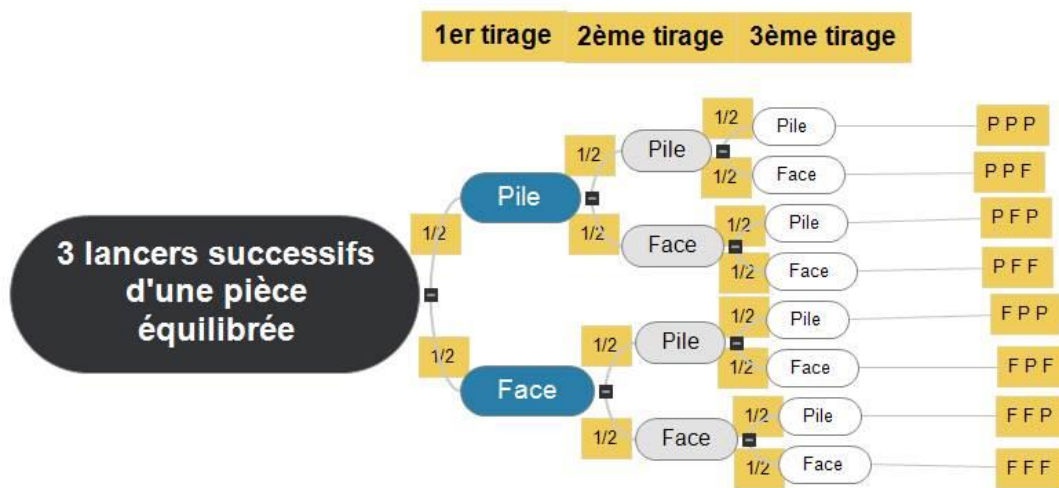 1er tirage 2ème tirage 3ème tirage
1/2 Pile P P P
1/2 Pile
1/2 1/2 Face P P F
Pile
1/2 1/2 Pile P F P
1/2 Face
1/2 Face P F F
3 lancers successifs
d'une pièce
équilibrée
1/2 Pile F P P
1/2 Pile
1/2 1/2 Face F P F
Face
1/2 Pile F F P
1/2 Face
1/2 Face F F F